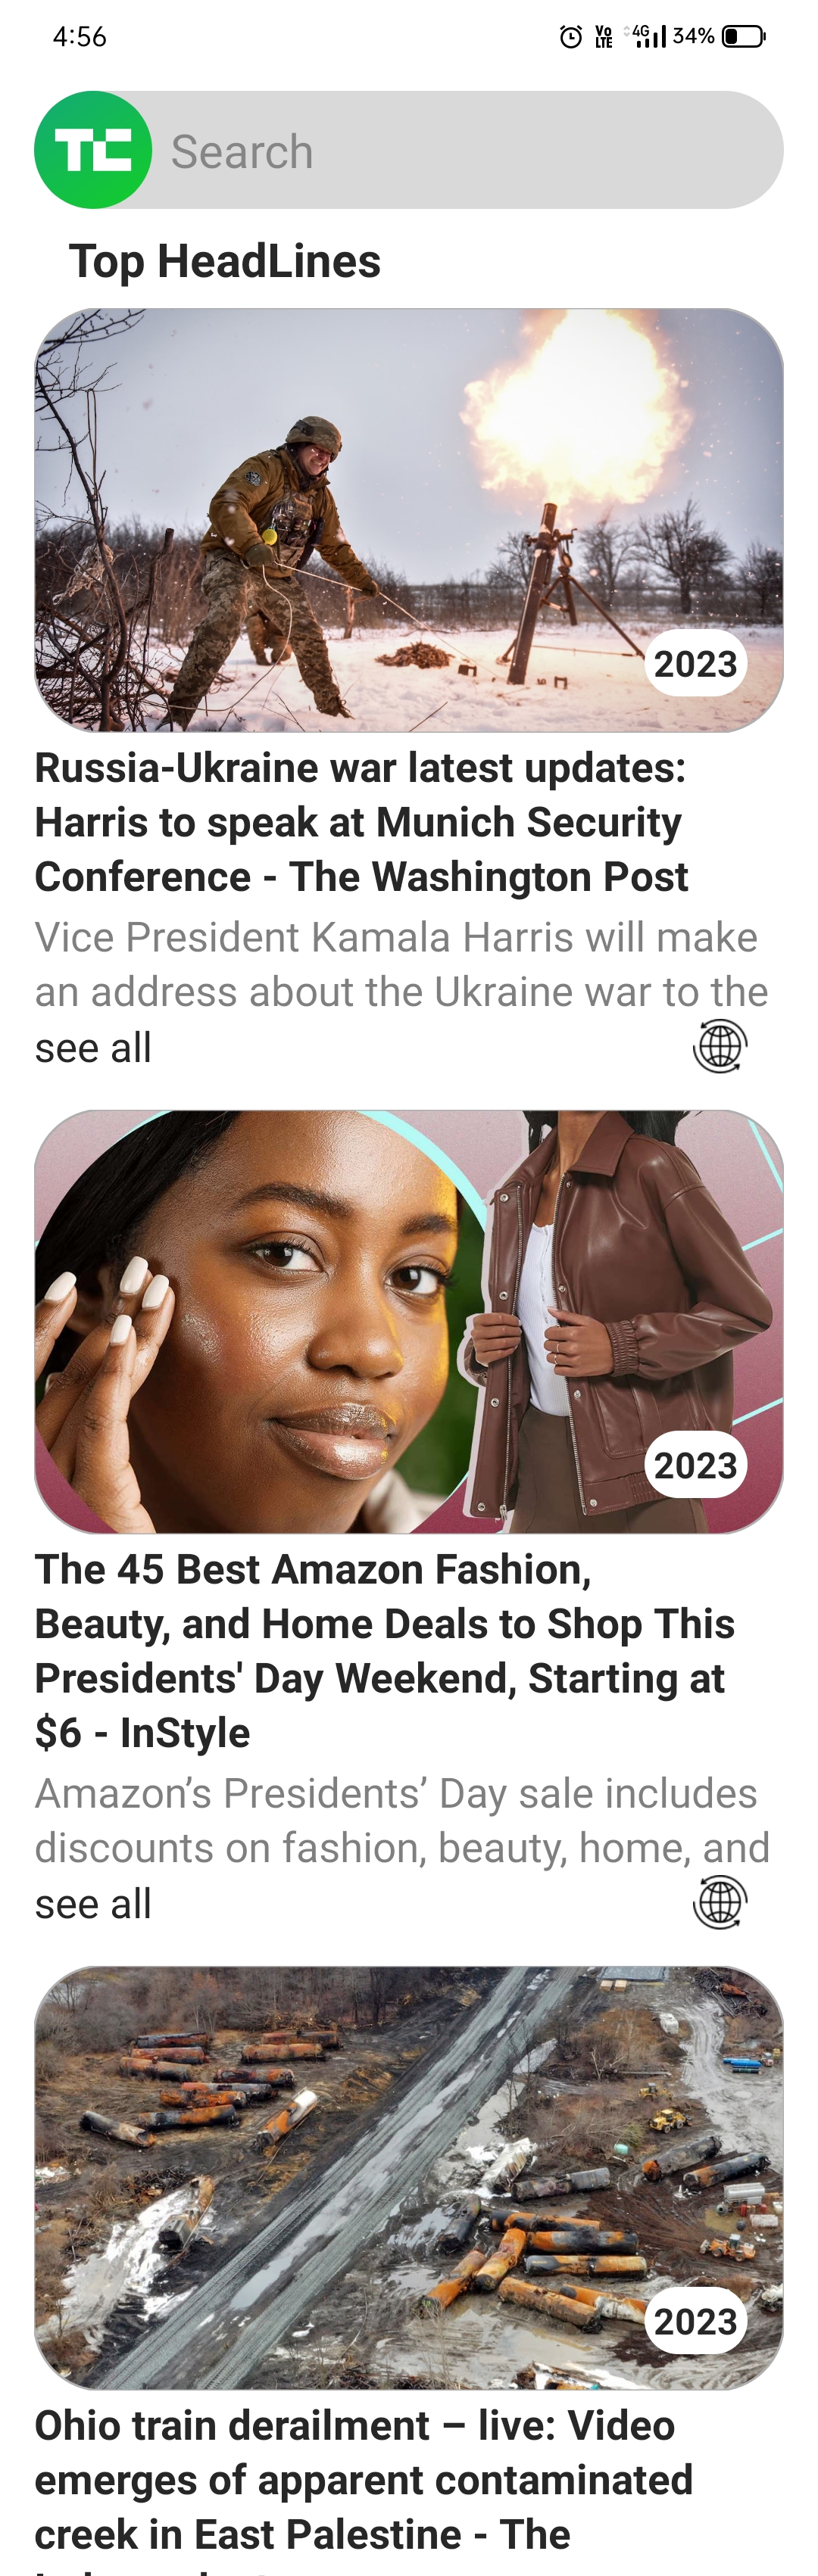 4:56
Vo
LTE
4G
34%
TC
Search
Top HeadLines
2023
Russia-Ukraine war latest updates:
Harris to speak at Munich Security
Conference - The Washington Post
Vice President Kamala Harris will make
an address about the Ukraine war to the
see all
2023
The 45 Best Amazon Fashion,
Beauty, and Home Deals to Shop This
Presidents' Day Weekend, Starting at
$6 - InStyle
Amazon’s Presidents’ Day sale includes
discounts on fashion, beauty, home, and
see all
2023
Ohio train derailment – live: Video
emerges of apparent contaminated
creek in East Palestine - The